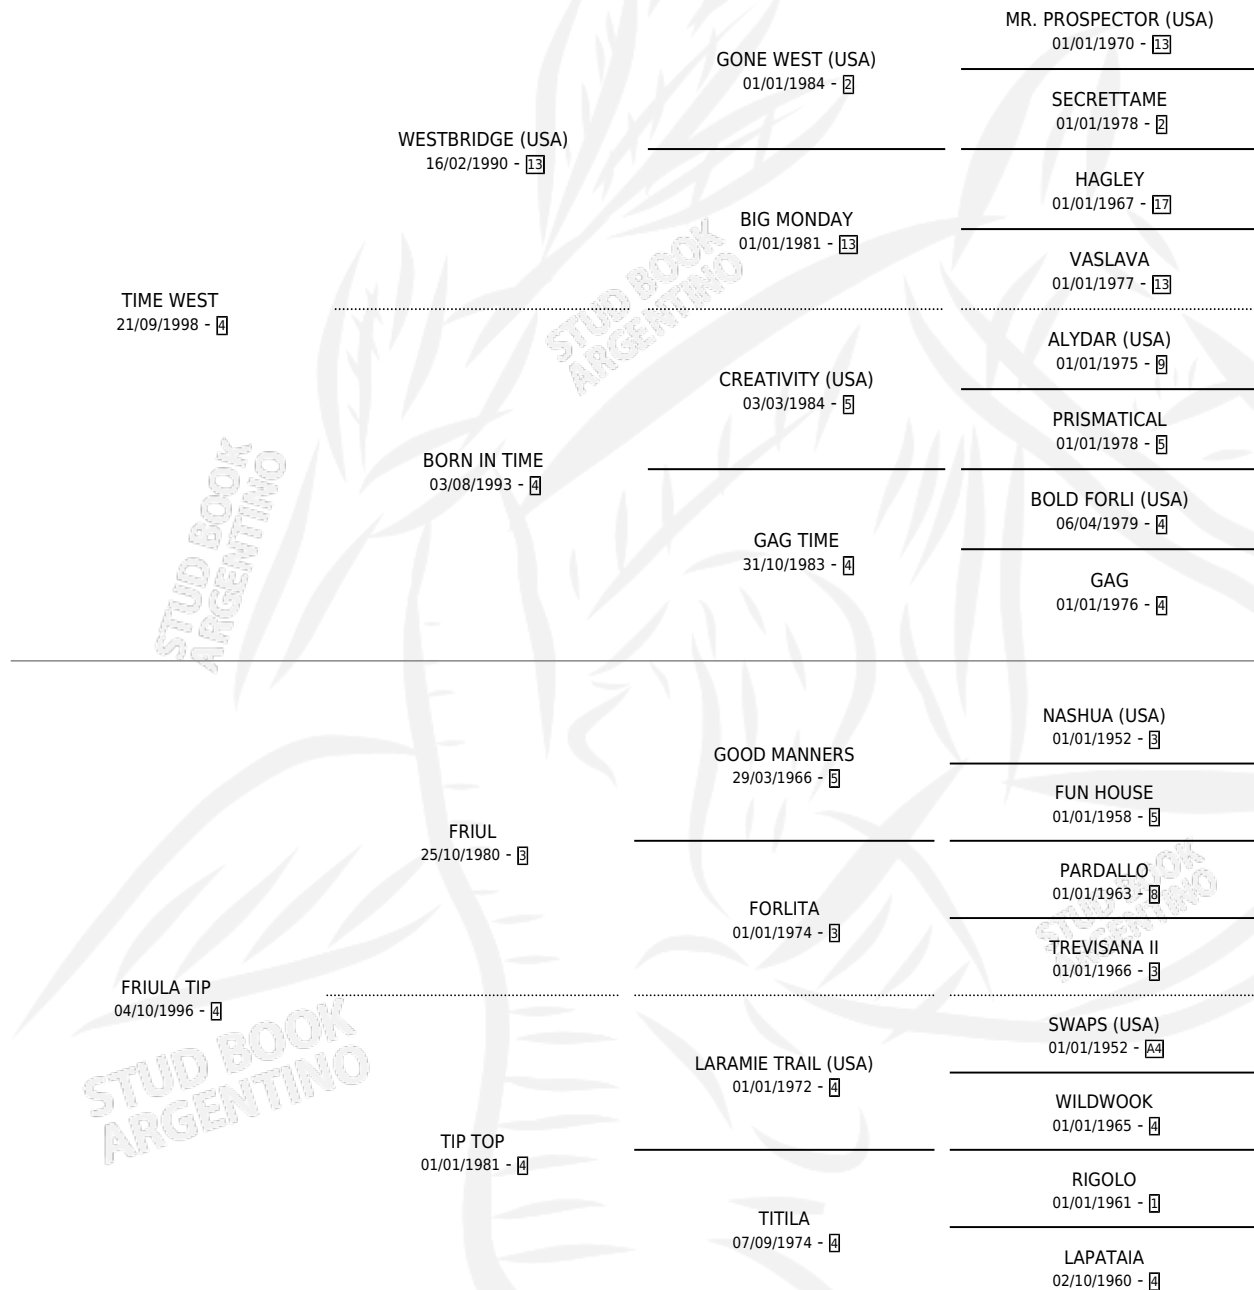 MR. PROSPECTOR (USA)
01/01/1970 - 13
GONE WEST (USA)
01/01/1984 - 2
SECRETTAME
01/01/1978 - 2
WESTBRIDGE (USA)
16/02/1990 - 13
HAGLEY
01/01/1967 - 17
BIG MONDAY
01/01/1981 - 13
VASLAVA
01/01/1977 - 13
TIME WEST
21/09/1998 - 4
ALYDAR (USA)
01/01/1975 - 9
CREATIVITY (USA)
03/03/1984 - 5
PRISMATICAL
01/01/1978 - 5
BORN IN TIME
03/08/1993 - 4
BOLD FORLI (USA)
06/04/1979 - 4
GAG TIME
31/10/1983 - 4
GAG
01/01/1976 - 4
NASHUA (USA)
01/01/1952 - 3
GOOD MANNERS
29/03/1966 - 5
FUN HOUSE
01/01/1958 - 5
FRIUL
25/10/1980 - 3
PARDALLO
01/01/1963 - 8
FORLITA
01/01/1974 - 3
TREVISANA II
01/01/1966 - 3
FRIULA TIP
04/10/1996 - 4
SWAPS (USA)
01/01/1952 - A4
LARAMIE TRAIL (USA)
01/01/1972 - 4
WILDWOOK
01/01/1965 - 4
TIP TOP
01/01/1981 - 4
RIGOLO
01/01/1961 - 1
TITILA
07/09/1974 - 4
LAPATAIA
02/10/1960 - 4
STUD BOOK
ARGENTINO
STUD BOOK
ARGENTINO
STUD BOOK
ARGENTINO
STUD BOOK
ARGENTINO